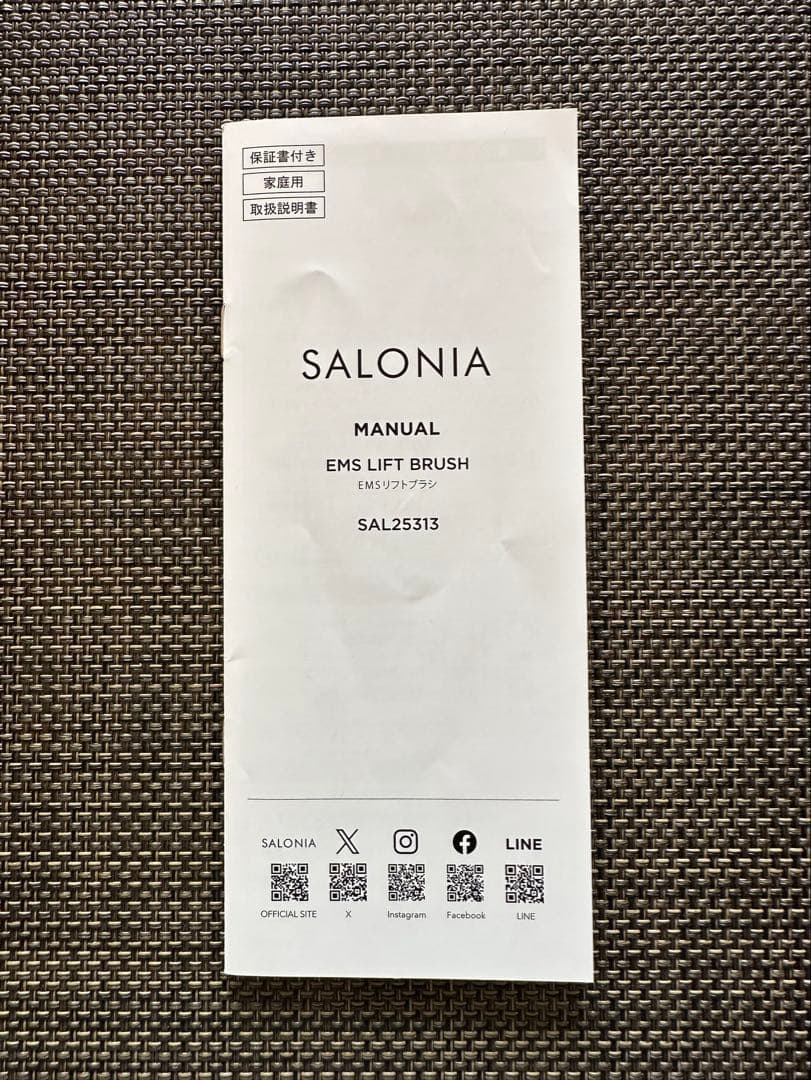 保証書付き
家庭用
取扱説明書
SALONIA
MANUAL
EMS LIFT BRUSH
EMSリフトブラシ
SAL25313
SALONIA
LINE
OFFICIAL SITE
X
Instagram
Facebook
LINE